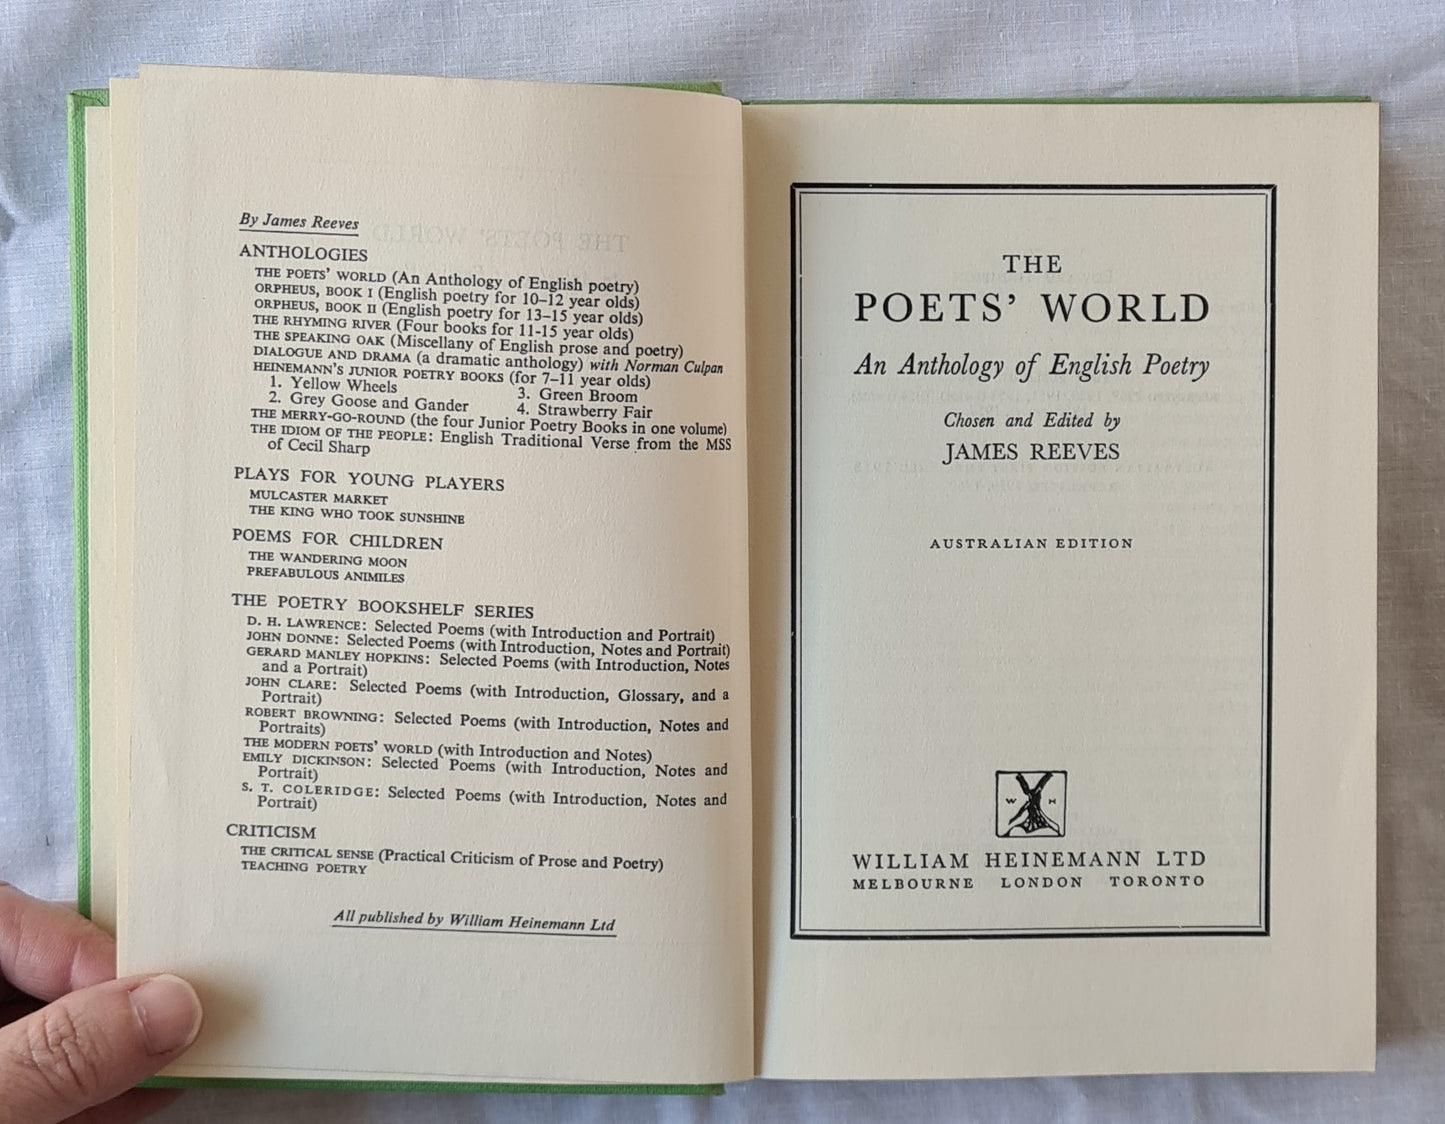 By James Reeves
ANTHOLOGIES
THE POETS' WORLD (An Anthology of English poetry)
ORPHEUS, BOOK I (English poetry for 10–12 year olds)
ORPHEUS, BOOK II (English poetry for 13–15 year olds)
THE RHYMING RIVER (Four books for 11-15 year olds)
THE SPEAKING OAK (Miscellany of English prose and poetry)
DIALOGUE AND DRAMA (a dramatic anthology) with Norman Culpan
HEINEMANN'S JUNIOR POETRY BOOKS (for 7–11 year olds)
1. Yellow Wheels 3. Green Broom
2. Grey Goose and Gander 4. Strawberry Fair
THE MERRY-GO-ROUND (the four Junior Poetry Books in one volume)
THE IDIOM OF THE PEOPLE: English Traditional Verse from the MSS
of Cecil Sharp
PLAYS FOR YOUNG PLAYERS
MULCASTER MARKET
THE KING WHO TOOK SUNSHINE
POEMS FOR CHILDREN
THE WANDERING MOON
PREFABULOUS ANIMILES
THE POETRY BOOKSHELF SERIES
D. H. LAWRENCE: Selected Poems (with Introduction and Portrait)
JOHN DONNE: Selected Poems (with Introduction, Notes and Portrait)
GERARD MANLEY HOPKINS: Selected Poems (with Introduction, Notes
and a Portrait)
JOHN CLARE: Selected Poems (with Introduction, Glossary, and a
Portrait)
ROBERT BROWNING: Selected Poems (with Introduction, Notes and
Portraits)
THE MODERN POETS' WORLD (with Introduction and Notes)
EMILY DICKINSON: Selected Poems (with Introduction, Notes and
Portrait)
S. T. COLERIDGE: Selected Poems (with Introduction, Notes and
Portrait)
CRITICISM
THE CRITICAL SENSE (Practical Criticism of Prose and Poetry)
TEACHING POETRY
All published by William Heinemann Ltd
THE
POETS' WORLD
An Anthology of English Poetry
Chosen and Edited by
JAMES REEVES
AUSTRALIAN EDITION
W H
WILLIAM HEINEMANN LTD
MELBOURNE LONDON TORONTO